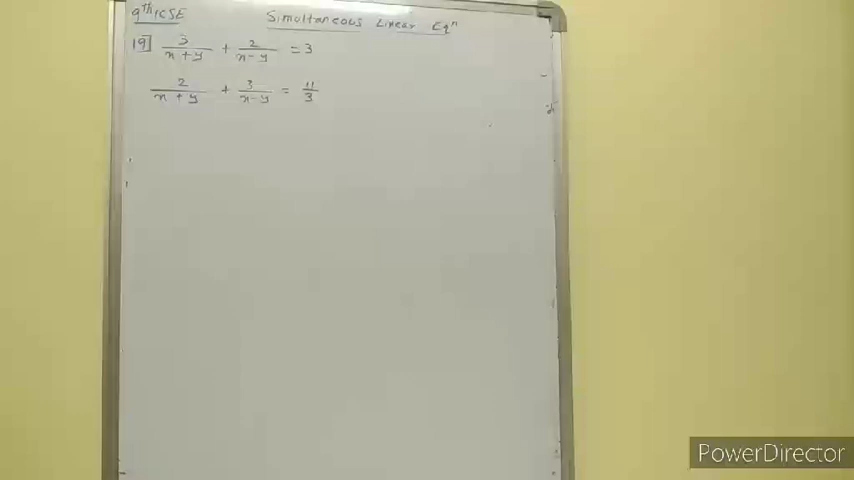 9th ICSE
Simultaneous Linear Eqn
19] 3/(x+y) + 2/(x-y) = 3
2/(x+y) + 3/(x-y) = 11/3
PowerDirector